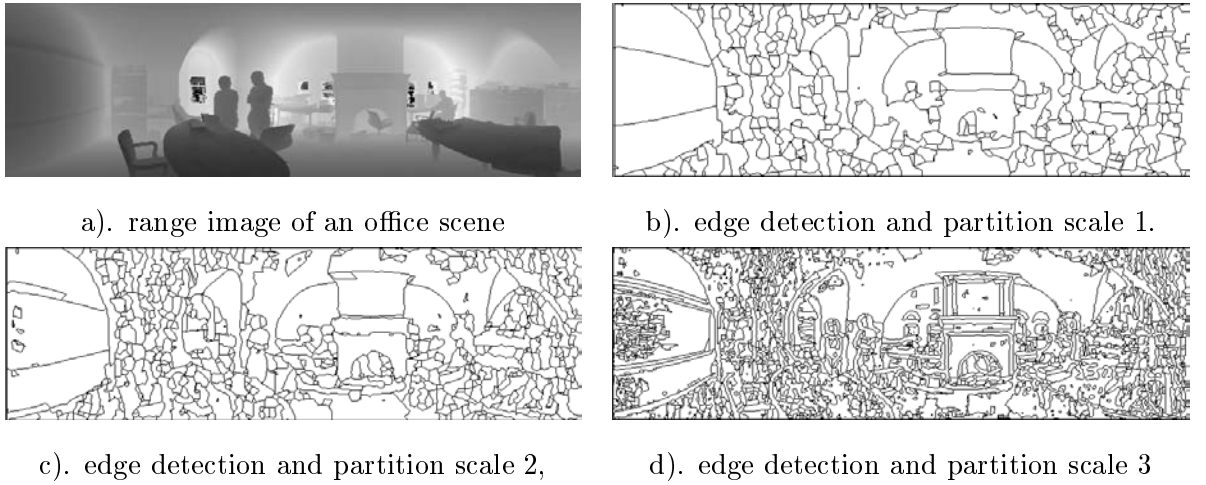 a). range image of an office scene
b). edge detection and partition scale 1.
c). edge detection and partition scale 2,
d). edge detection and partition scale 3